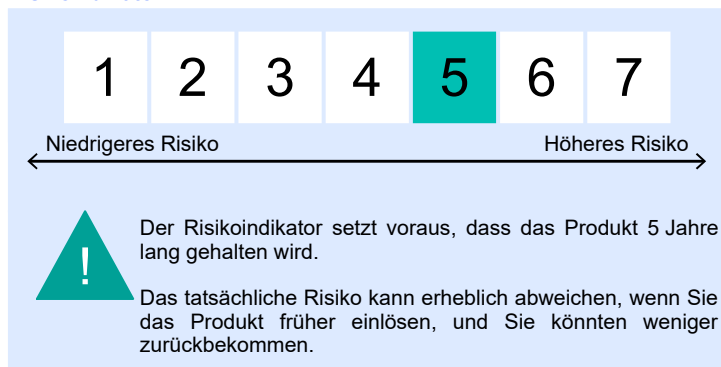 1 2 3 4 5 6 7
Niedrigeres Risiko Höheres Risiko
!
Der Risikoindikator setzt voraus, dass das Produkt 5 Jahre
lang gehalten wird.
Das tatsächliche Risiko kann erheblich abweichen, wenn Sie
das Produkt früher einlösen, und Sie könnten weniger
zurückbekommen.